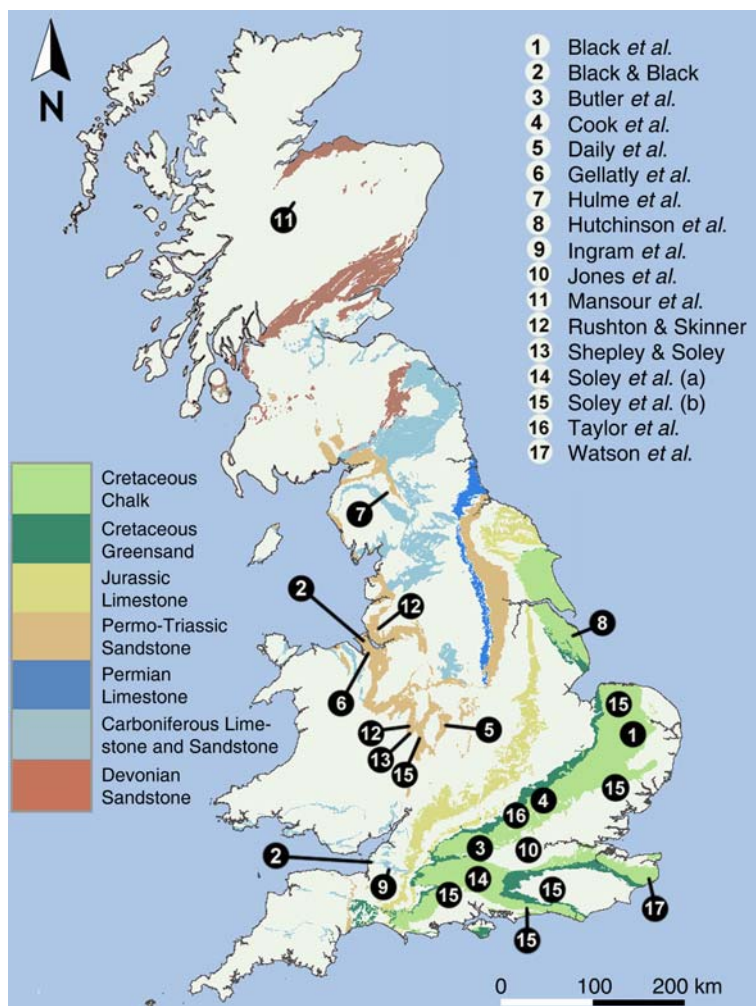 N
1 Black et al.
2 Black & Black
3 Butler et al.
4 Cook et al.
5 Daily et al.
6 Gellatly et al.
7 Hulme et al.
8 Hutchinson et al.
9 Ingram et al.
10 Jones et al.
11 Mansour et al.
12 Rushton & Skinner
13 Shepley & Soley
14 Soley et al. (a)
15 Soley et al. (b)
16 Taylor et al.
17 Watson et al.
11
7
2
12
8
6
12
5
13
15
15
1
15
4
16
2
3
10
9
14
15
15
17
15
Cretaceous
Chalk
Cretaceous
Greensand
Jurassic
Limestone
Permo-Triassic
Sandstone
Permian
Limestone
Carboniferous Lime-
stone and Sandstone
Devonian
Sandstone
0 100 200 km